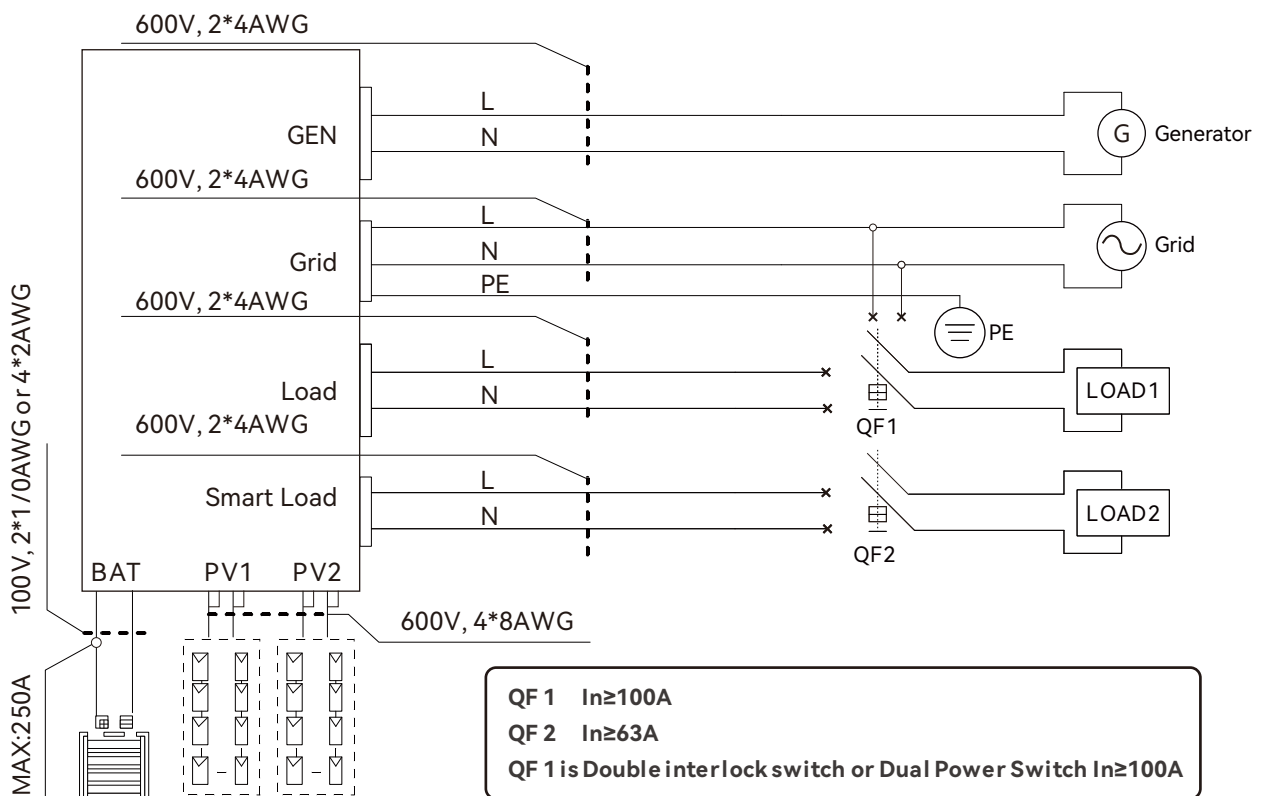 600V, 2*4AWG
L
GEN
N
G
Generator
600V, 2*4AWG
L
Grid
N
Grid
PE
600V, 2*4AWG
PE
L
Load
N
LOAD1
600V, 2*4AWG
QF1
L
Smart Load
N
LOAD2
QF2
BAT PV1 PV2
100V, 2*1/0AWG or 4*2AWG
600V, 4*8AWG
MAX:250A
QF 1 In≥100A
QF 2 In≥63A
QF 1 is Double interlock switch or Dual Power Switch In≥100A